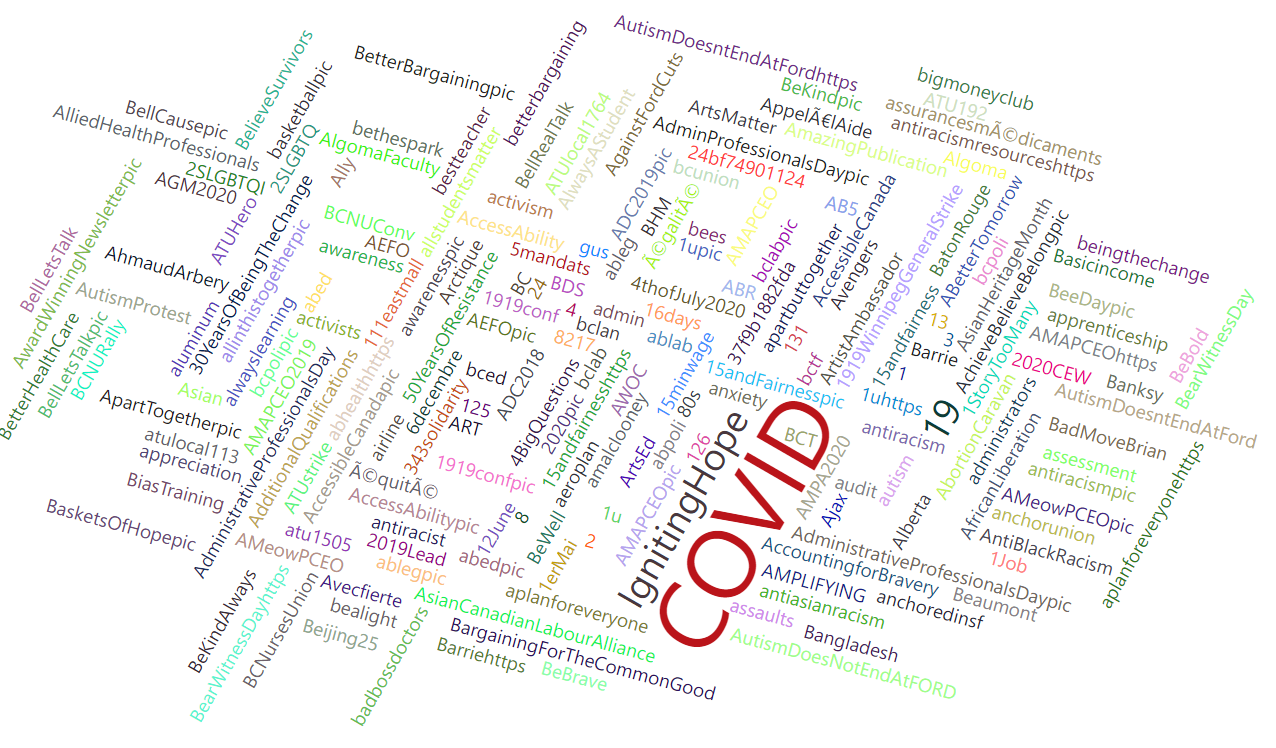 AutismDoesntEndAtFordhttps
BelieveSurvivors
basketballpic
BetterBargainingpic
betterbargaining
AgainstFordCuts
bigmoneyclub
BeKindpic
ATU192
assurancesmÃ©dicaments
BellCausepic
AlliedHealthProfessionals
2SLGBTQ
bethespark
bestteacher
BellRealTalk
ATUlocal1764
AlwaysAStudent
ArtsMatter
AppelÃ€lAide
AdminProfessionalsDaypic
AmazingPublication
antiracismresourceshttps
2SLGBTQI
AGM2020
AlgomaFaculty
Ally
allstudentsmatter
ADC2019pic
bcunion
24bf74901124
Algoma
AwardWinningNewsletterpic
BellLetsTalk
ATUHero
30YearsOfBeingTheChange
allinthistogetherpic
BCNUConv
AEFO
awareness
activism
AccessAbility
5mandats
gus
ableg
BHM
Ã©galitÃ©
bees
1upic
AMAPCEO
bclabpic
AB5
AccessibleCanada
apartbuttogether
Avengers
1919WinnipegGeneralStrike
BatonRouge
ABetterTomorrow
bcpoli
AsianHeritageMonth
AchieveBelieveBelongpic
beingthechange
Basicincome
AhmaudArbery
AutismProtest
aluminum
abed
activists
111eastmall
awarenesspic
Arctique
50YearsOfResistance
1919conf
BC
24
BDS
4
AEFOpic
8217
bclan
admin
16days
4thofJuly2020
ABR
ablab
37f9b1882fda
131
ArtistAmbassador
15andfairness
13
3
Barrie
1
BeeDaypic
apprenticeship
AMAPCEOhttps
BeBold
BearWitnessDay
BetterHealthCare
BellLetsTalkpic
BCNURally
Asian
alwayslearning
bcpolipic
AMAPCEO2019
abhealthhttps
AdditionalQualifications
AdministrativeProfessionalsDay
AccessibleCanadapic
airline
6decembre
343solidarity
bced
125
ART
ADC2018
4BigQuestions
2020pic
bclab
15andfairnesshttps
AWOC
15minwage
15andFairnesspic
anxiety
80s
abpoli
bctf
1uhttps
19
1StoryTooMany
2020CEW
Banksy
AutismDoesntEndAtFord
ApartTogetherpic
atulocal113
appreciation
BiasTraining
ATUstrike
Ã©quitÃ©
1919confpic
aeroplan
amalclooney
ArtsEd
126
IgnitingHope
COVID
BCT
AMPA2020
antiracism
autism
audit
AbortionCaravan
administrators
AfricanLiberation
BadMoveBrian
assessment
antiracismpic
aplanforeveryonehttps
BasketsOfHopepic
AccessAbilitypic
antiracist
atu1505
2019Lead
AMeowPCEO
ablegpic
abedpic
12June
8
BeWell
1erMai
2
1u
AMAPCEOpic
Ajax
Alberta
AMeowPCEOpic
anchorunion
AntiBlackRacism
1Job
AdministrativeProfessionalsDaypic
AccountingforBravery
AMPLIFYING
anchoredinsf
Beaumont
antiasianracism
BeKindAlways
BearWitnessDayhttps
BCNursesUnion
Avecfierte
bealight
Beijing25
badbossdoctors
AsianCanadianLabourAlliance
aplanforeveryone
BargainingForTheCommonGood
Barriehttps
BeBrave
assaults
Bangladesh
AutismDoesNotEndAtFORD